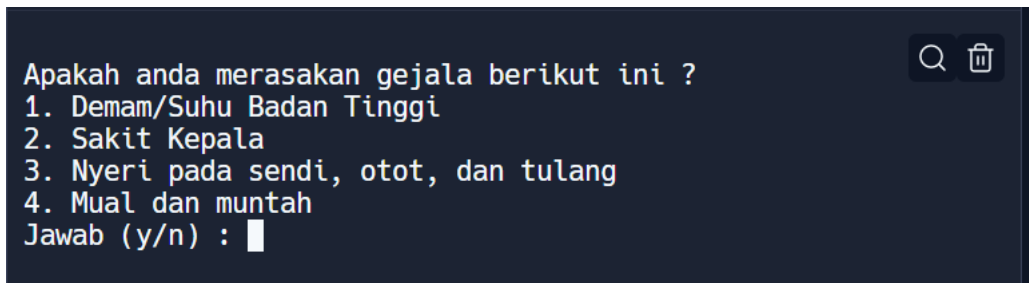 Apakah anda merasakan gejala berikut ini ?
1. Demam/Suhu Badan Tinggi
2. Sakit Kepala
3. Nyeri pada sendi, otot, dan tulang
4. Mual dan muntah
Jawab (y/n) :